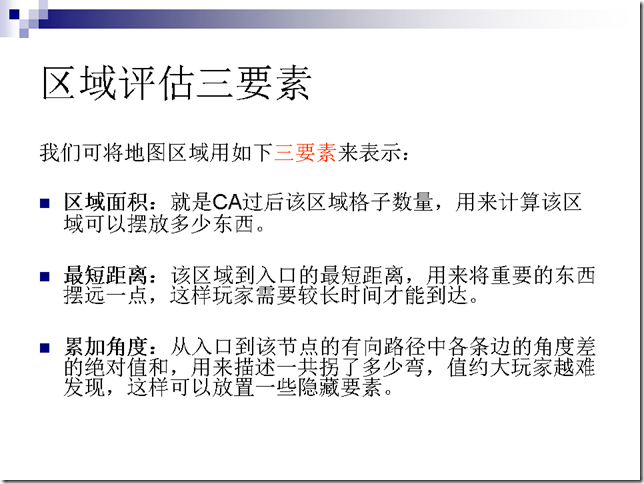 区域评估三要素
我们可将地图区域用如下三要素来表示：
区域面积：就是CA过后该区域格子数量，用来计算该区
域可以摆放多少东西。
最短距离：该区域到入口的最短距离，用来将重要的东西
摆远一点，这样玩家需要较长时间才能到达。
累加角度：从入口到该节点的有向路径中各条边的角度差
的绝对值和，用来描述一共拐了多少弯，值约大玩家越难
发现，这样可以放置一些隐藏要素。